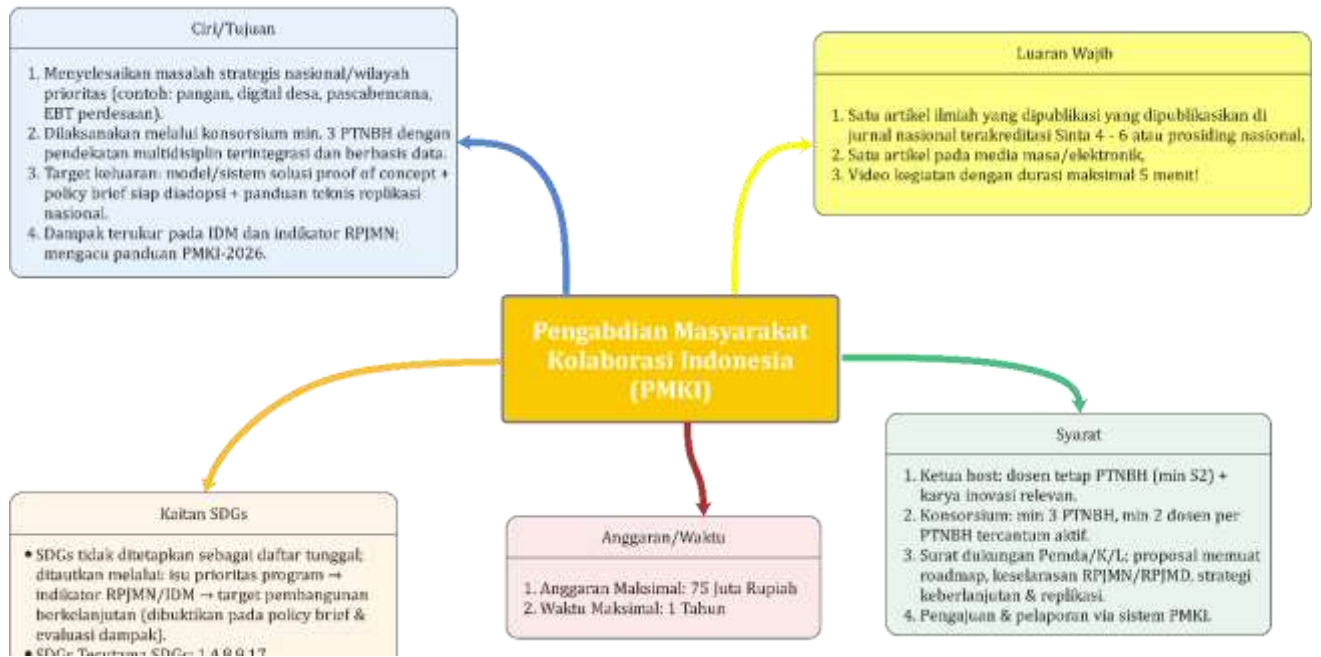 Ciri/Tujuan
1. Menyelesaikan masalah strategis nasional/wilayah
prioritas (contoh: pangan, digital desa, pascabencana,
EBT perdesaan).
2. Dilaksanakan melalui konsorsium min. 3 PTNBH dengan
pendekatan multidisiplin terintegrasi dan berbasis data.
3. Target keluaran: model/sistem solusi proof of concept +
policy brief siap diadopsi + panduan teknis replikasi
nasional.
4. Dampak terukur pada IDM dan indikator RPJMN;
mengacu panduan PMKI-2026.
Luaran Wajib
1. Satu artikel ilmiah yang dipublikasi yang dipublikasikan di
jurnal nasional terakreditasi Sinta 4 - 6 atau prosiding nasional,
2. Satu artikel pada media masa/elektronik,
3. Video kegiatan dengan durasi maksimal 5 menit!
Pengabdian Masyarakat
Kolaborasi Indonesia
(PMKI)
Kaitan SDGs
• SDGs tidak ditetapkan sebagai daftar tunggal;
ditautkan melalui: isu prioritas program →
indikator RPJMN/IDM → target pembangunan
berkelanjutan (dibuktikan pada policy brief &
evaluasi dampak).
• SDGs Terutama SDGs: 1,4,8,9,17
Anggaran/Waktu
1. Anggaran Maksimal: 75 Juta Rupiah
2. Waktu Maksimal: 1 Tahun
Syarat
1. Ketua host: dosen tetap PTNBH (min S2) +
karya inovasi relevan.
2. Konsorsium: min 3 PTNBH, min 2 dosen per
PTNBH tercantum aktif.
3. Surat dukungan Pemda/K/L; proposal memuat
roadmap, keselarasan RPJMN/RPJMD, strategi
keberlanjutan & replikasi.
4. Pengajuan & pelaporan via sistem PMKI.